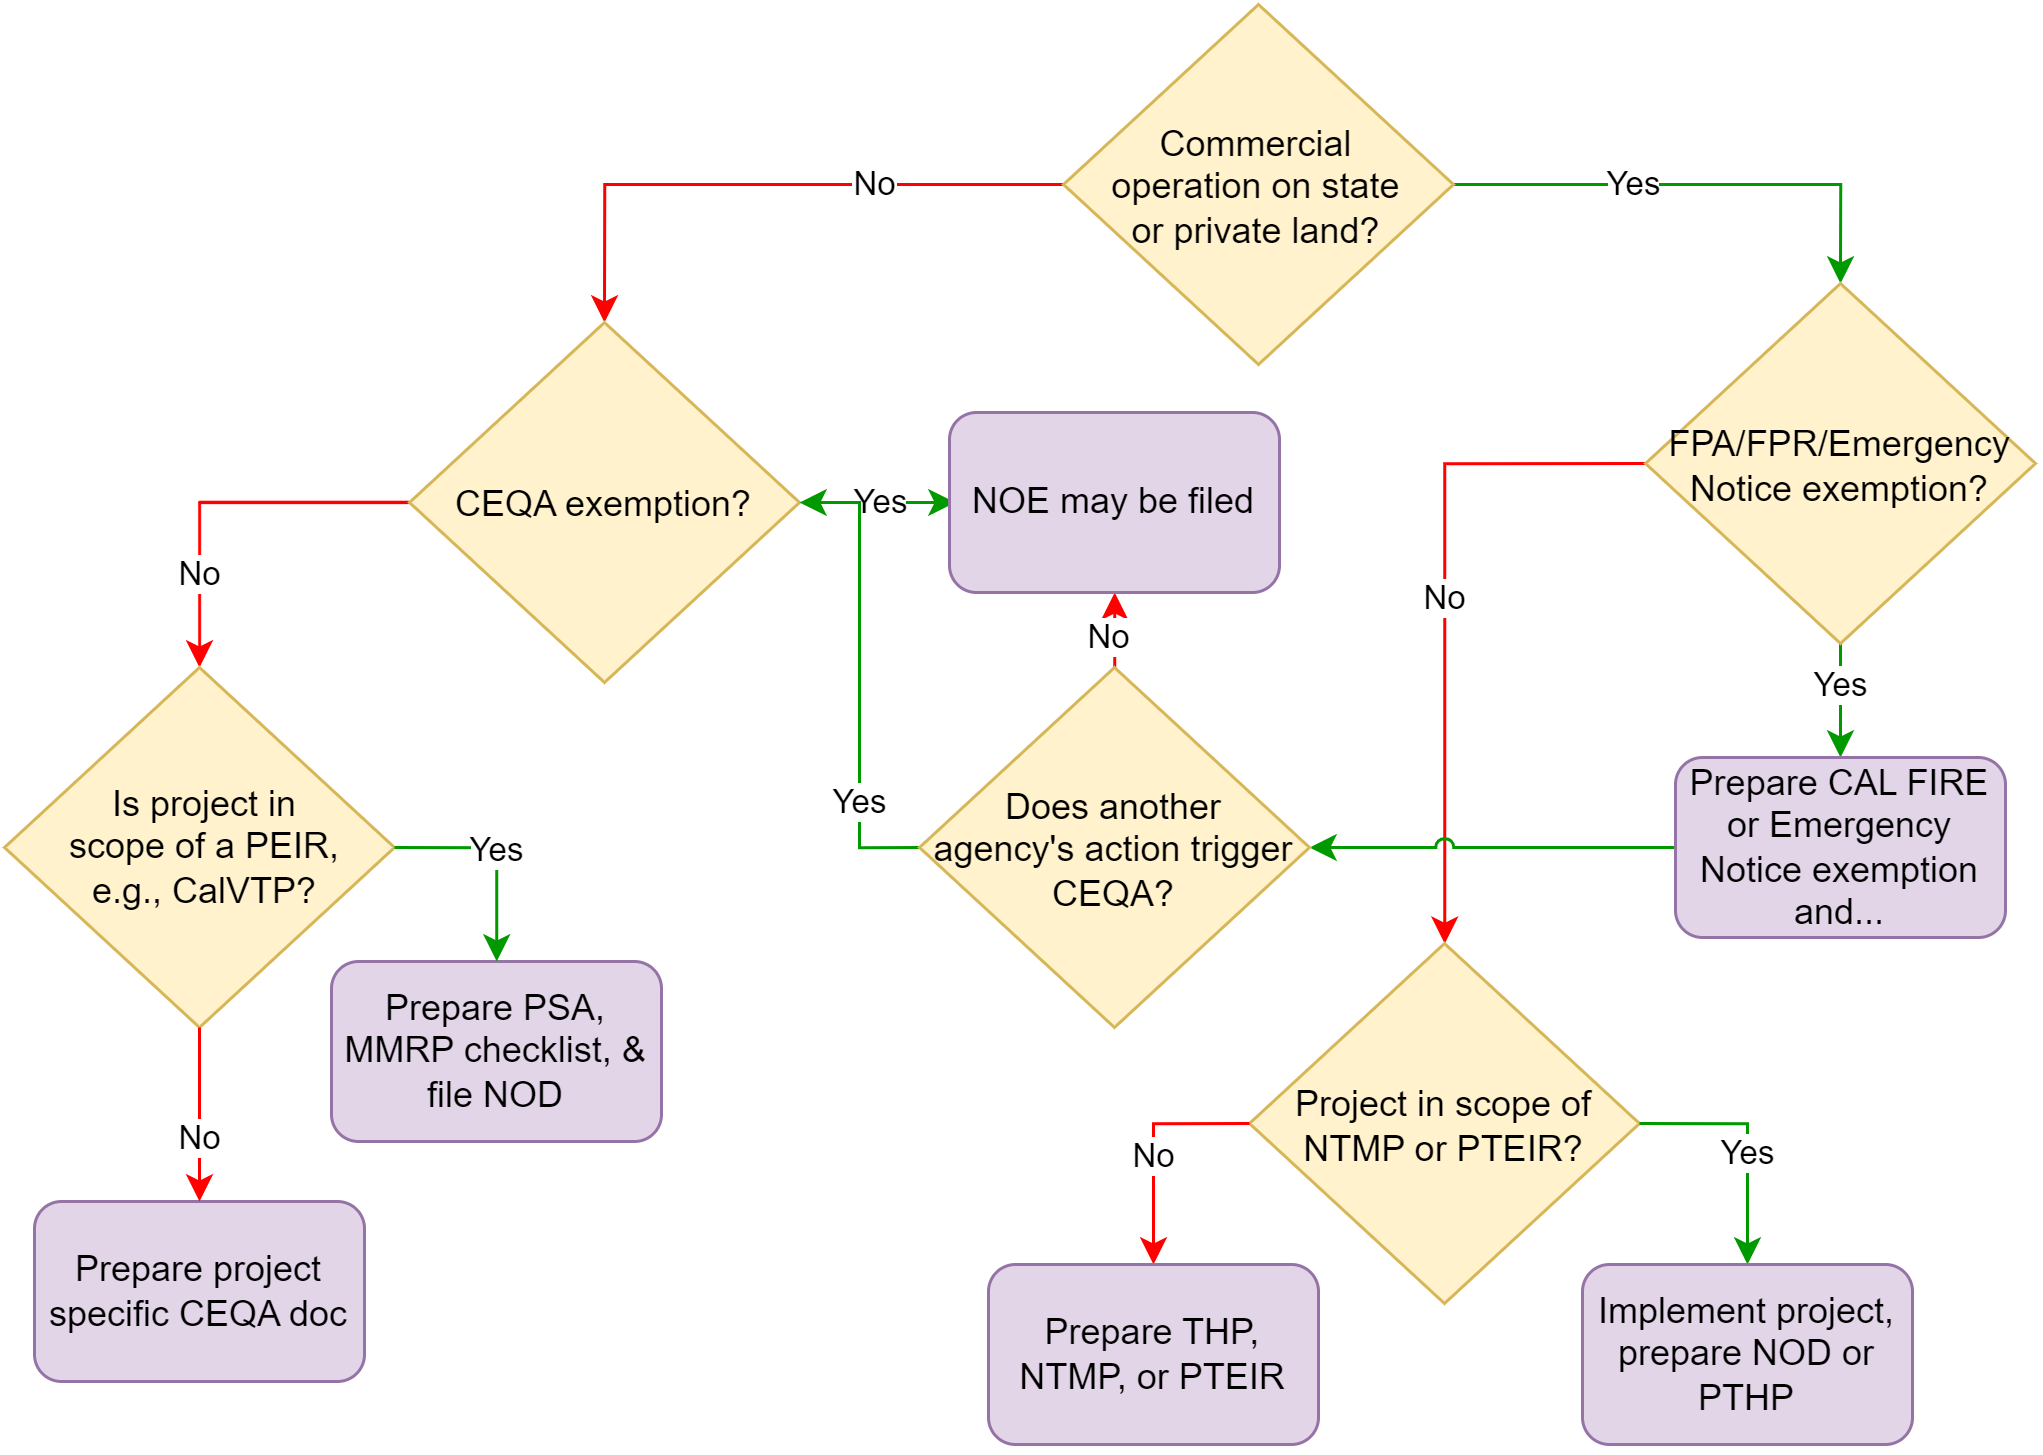 Commercial
operation on state
or private land?
No
Yes
FPA/FPR/Emergency
Notice exemption?
CEQA exemption?
Yes
NOE may be filed
No
No
No
Yes
Is project in
scope of a PEIR,
e.g., CalVTP?
Yes
Yes
Does another
agency's action trigger
CEQA?
Prepare CAL FIRE
or Emergency
Notice exemption
and...
Prepare PSA,
MMRP checklist, &
file NOD
No
Project in scope of
NTMP or PTEIR?
No
Yes
Prepare project
specific CEQA doc
Prepare THP,
NTMP, or PTEIR
Implement project,
prepare NOD or
PTHP